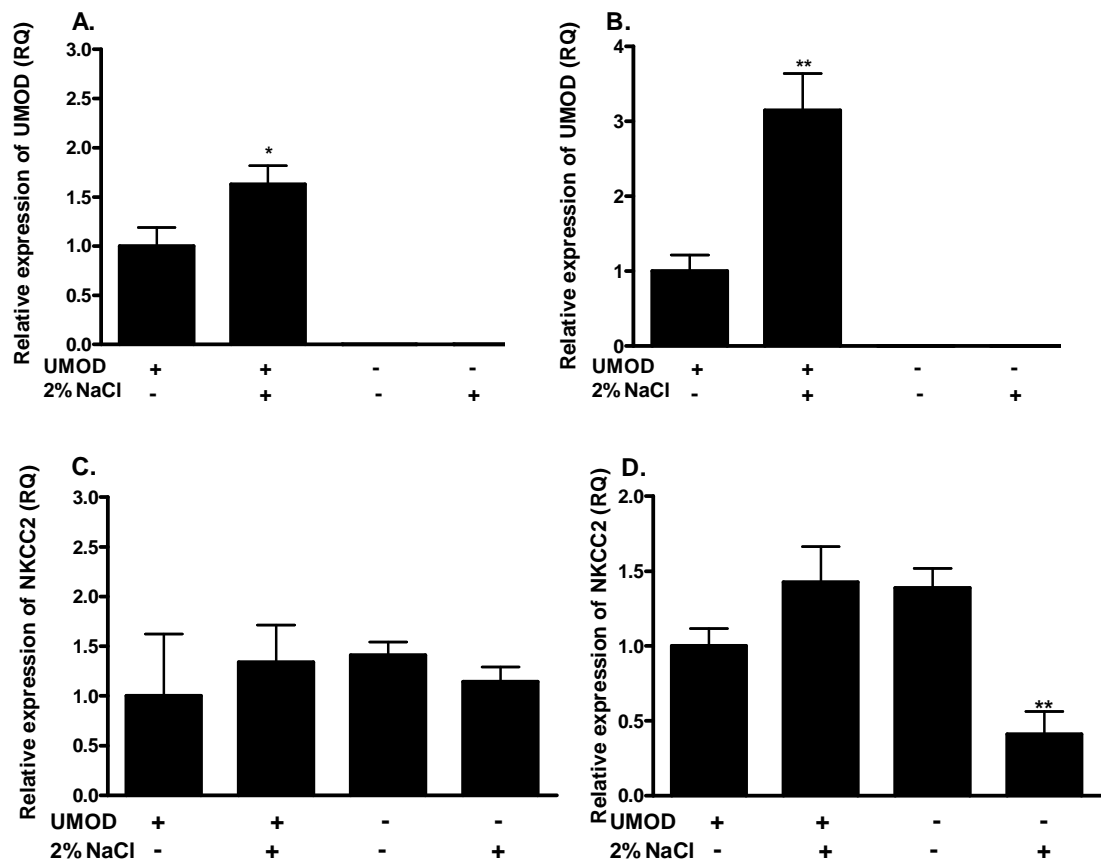 A.
Relative expression of UMOD (RQ)
3.0
2.5
2.0
1.5
1.0
0.5
0.0
*
UMOD + + - -
2% NaCl - + - +
B.
Relative expression of UMOD (RQ)
4
3
2
1
0
**
UMOD + + - -
2% NaCl - + - +
C.
Relative expression of NKCC2 (RQ)
3.0
2.5
2.0
1.5
1.0
0.5
0.0
UMOD + + - -
2% NaCl - + - +
D.
Relative expression of NKCC2 (RQ)
2.0
1.5
1.0
0.5
0.0
**
UMOD + + - -
2% NaCl - + - +